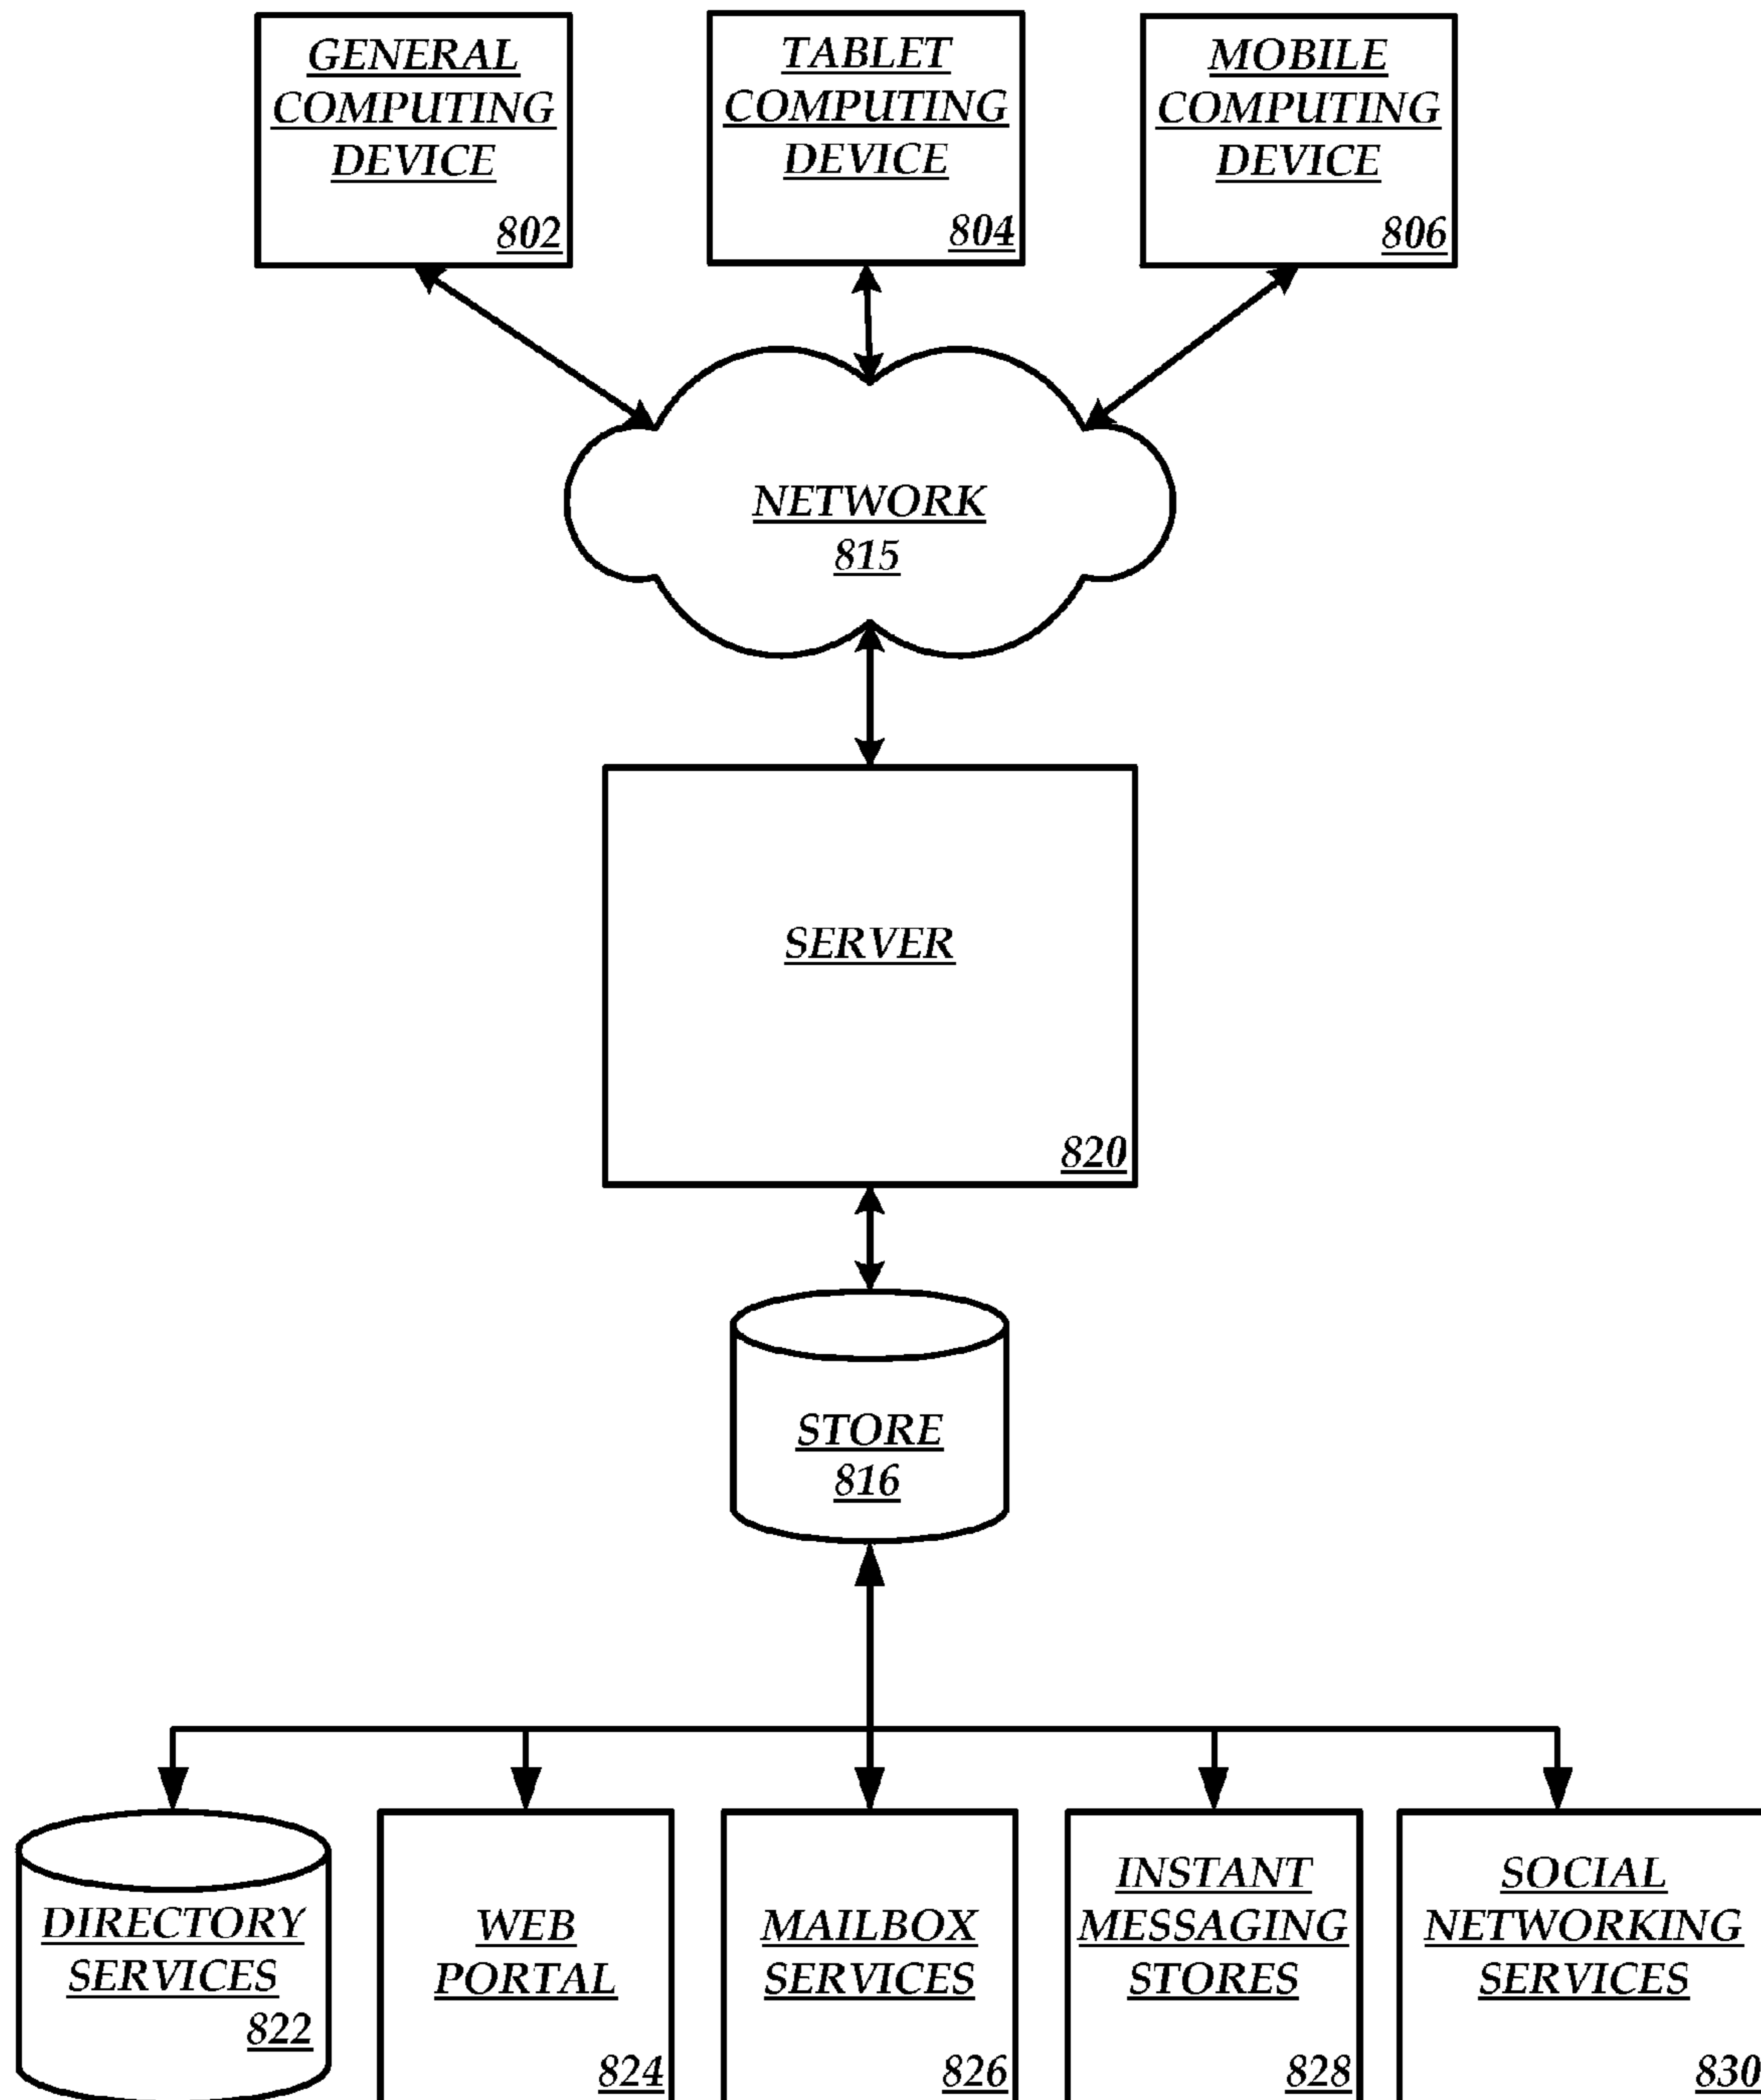 GENERAL
COMPUTING
DEVICE
802
TABLET
COMPUTING
DEVICE
804
MOBILE
COMPUTING
DEVICE
806
NETWORK
815
SERVER
820
STORE
816
DIRECTORY
SERVICES
822
WEB
PORTAL
824
MAILBOX
SERVICES
826
INSTANT
MESSAGING
STORES
828
SOCIAL
NETWORKING
SERVICES
830